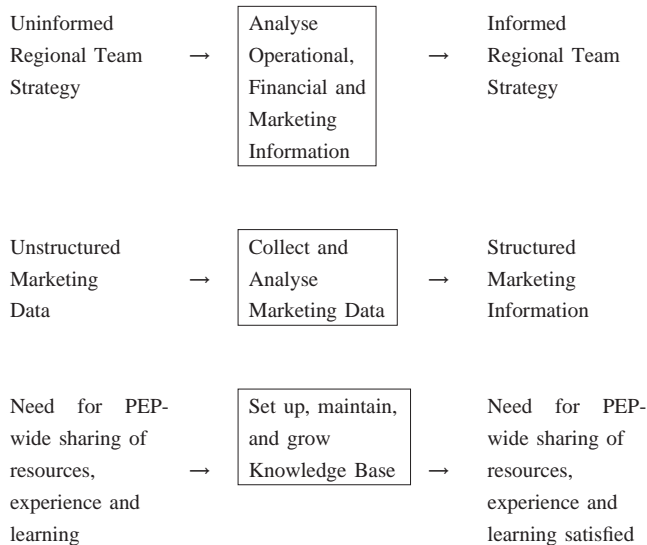 Uninformed
Regional Team
Strategy
→
Analyse
Operational,
Financial and
Marketing
Information
→
Informed
Regional Team
Strategy
Unstructured
Marketing
Data
→
Collect and
Analyse
Marketing Data
→
Structured
Marketing
Information
Need for PEP-
wide sharing of
resources,
experience and
learning
→
Set up, maintain,
and grow
Knowledge Base
→
Need for PEP-
wide sharing of
resources,
experience and
learning satisfied